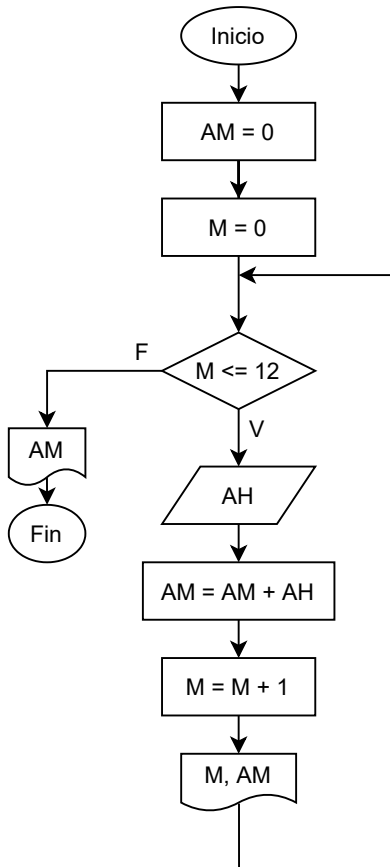 Inicio
AM = 0
M = 0
M <= 12
F
V
AM
Fin
AH
AM = AM + AH
M = M + 1
M, AM